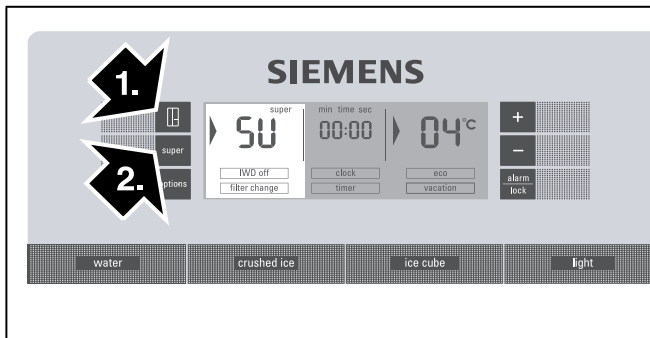 1.
SIEMENS
super min time sec
SU 00:00 04°C
+
super
−
2.
options
IWD off clock eco
filter change timer vacation
alarm
lock
water crushed ice ice cube light